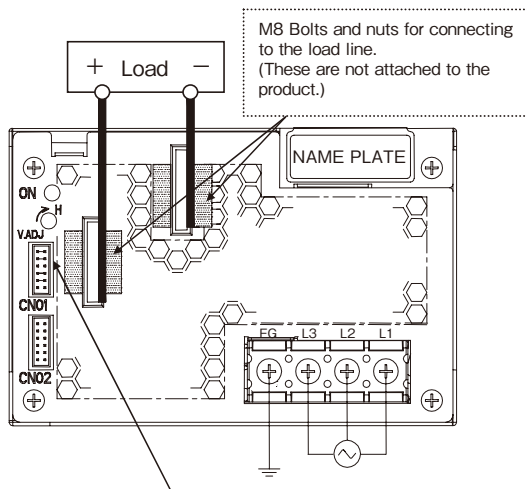 M8 Bolts and nuts for connecting
to the load line.
(These are not attached to the
product.)
+ Load −
NAME PLATE
ON
H
V.ADJ
CN01
CN02
EG L3 L2 L1